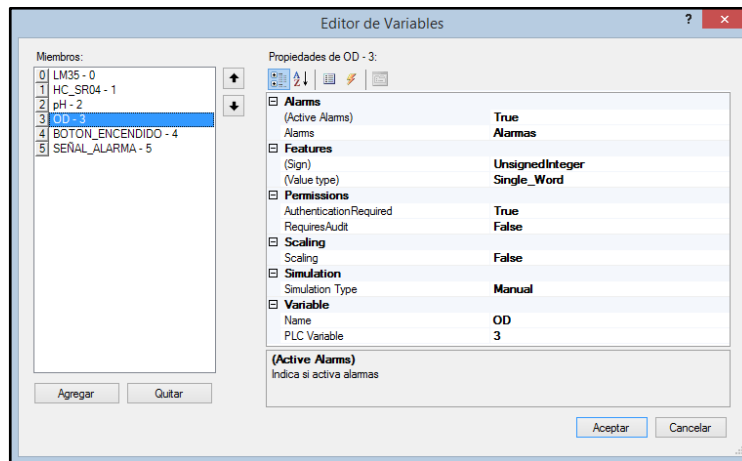 Editor de Variables
?
Miembros:
0 LM35 - 0
1 HC_SR04 - 1
2 pH - 2
3 OD - 3
4 BOTON_ENCENDIDO - 4
5 SEÑAL_ALARMA - 5
Agregar Quitar
Propiedades de OD - 3:
Alarms
(Active Alarms) True
Alarms Alarmas
Features
(Sign) UnsignedInteger
(Value type) Single_Word
Permissions
AuthenticationRequired True
RequiresAudit False
Scaling
Scaling False
Simulation
Simulation Type Manual
Variable
Name OD
PLC Variable 3
(Active Alarms)
Indica si activa alarmas
Aceptar Cancelar